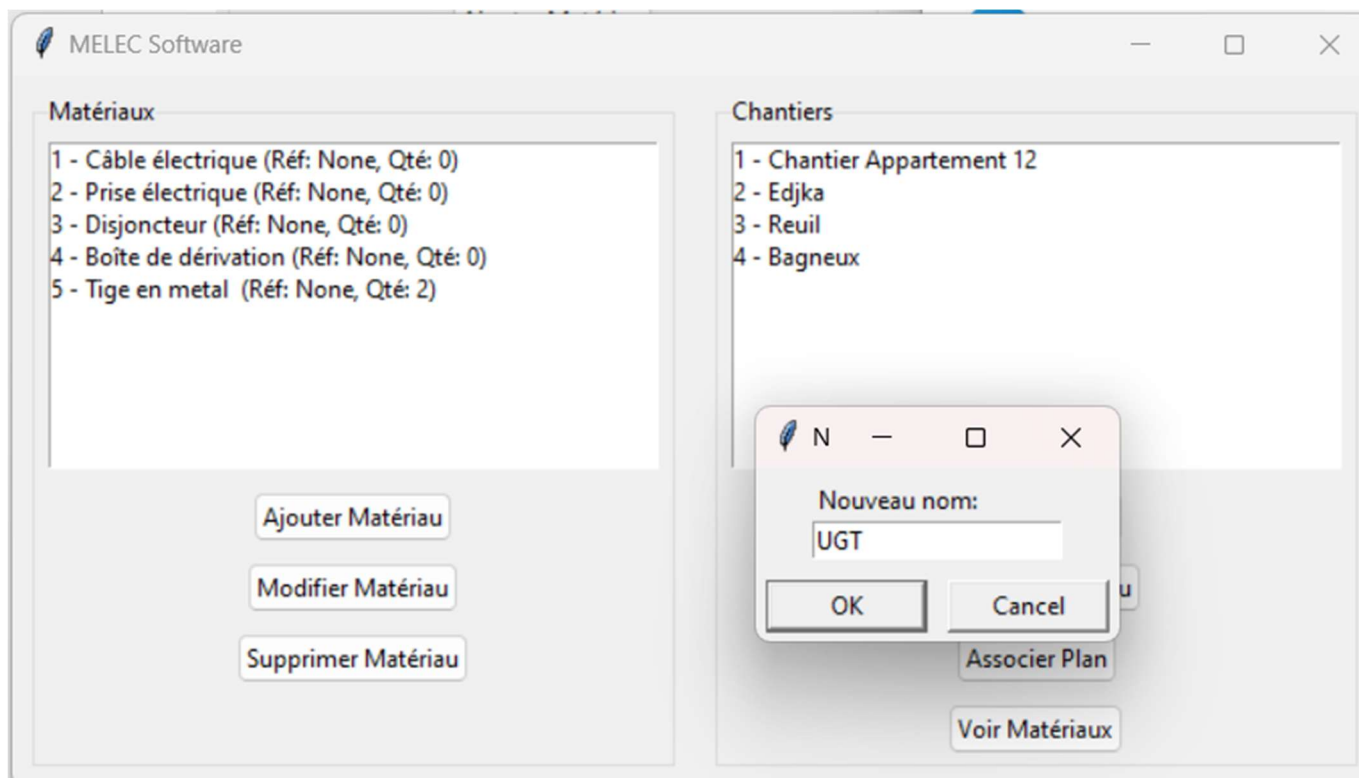 MELEC Software
Matériaux
1 - Câble électrique (Réf: None, Qté: 0)
2 - Prise électrique (Réf: None, Qté: 0)
3 - Disjoncteur (Réf: None, Qté: 0)
4 - Boîte de dérivation (Réf: None, Qté: 0)
5 - Tige en metal  (Réf: None, Qté: 2)
Ajouter Matériau
Modifier Matériau
Supprimer Matériau
Chantiers
1 - Chantier Appartement 12
2 - Edjka
3 - Reuil
4 - Bagneux
N
Nouveau nom:
UGT
OK
Cancel
u
Associer Plan
Voir Matériaux